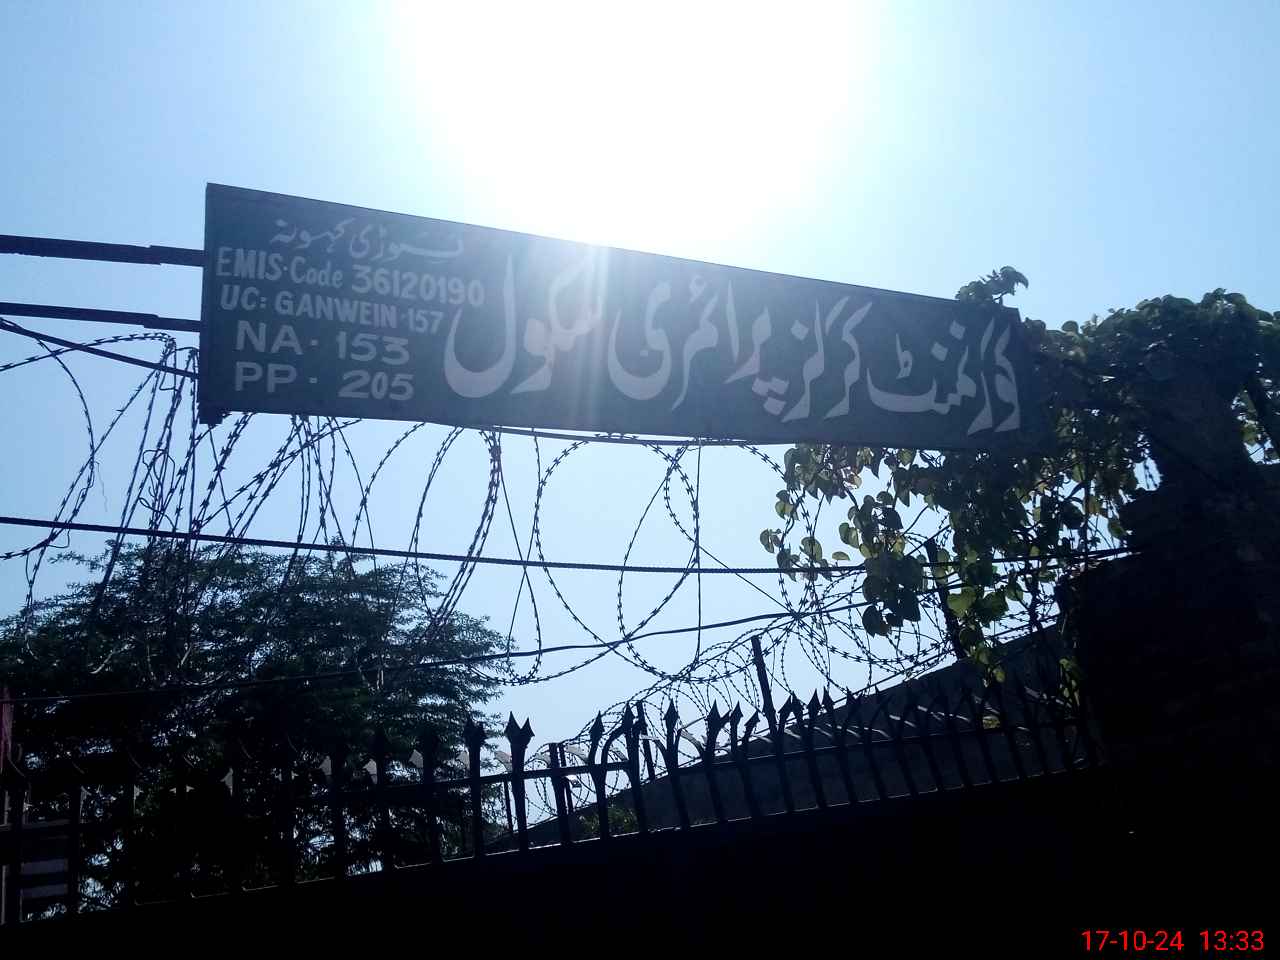 گورنمنٹ گرلز پرائمری سکول
EMIS·Code 36120190
UC: GANWEIN·157
NA· 153
PP· 205
17-10-24 13:33